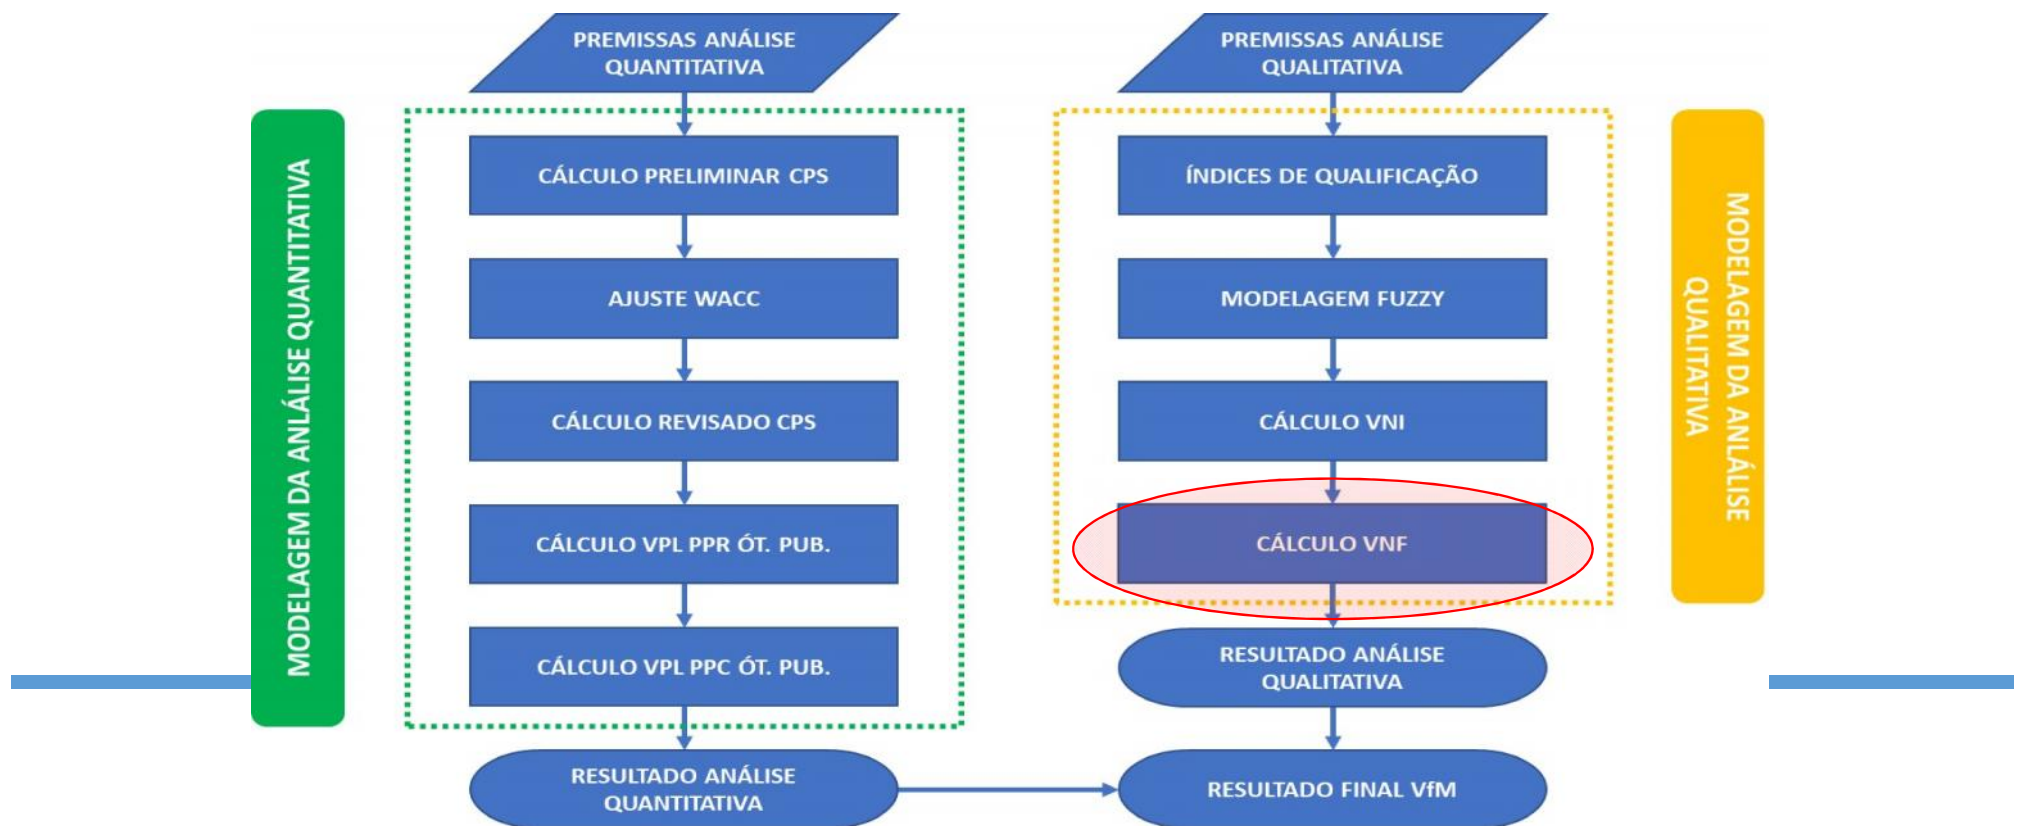 PREMISSAS ANÁLISE
QUANTITATIVA
PREMISSAS ANÁLISE
QUALITATIVA
MODELAGEM DA ANLÁLISE QUANTITATIVA
CÁLCULO PRELIMINAR CPS
AJUSTE WACC
CÁLCULO REVISADO CPS
CÁLCULO VPL PPR ÓT. PUB.
CÁLCULO VPL PPC ÓT. PUB.
RESULTADO ANÁLISE
QUANTITATIVA
ÍNDICES DE QUALIFICAÇÃO
MODELAGEM FUZZY
CÁLCULO VNI
CÁLCULO VNF
RESULTADO ANÁLISE
QUALITATIVA
RESULTADO FINAL VfM
MODELAGEM DA ANLÁLISE
QUALITATIVA